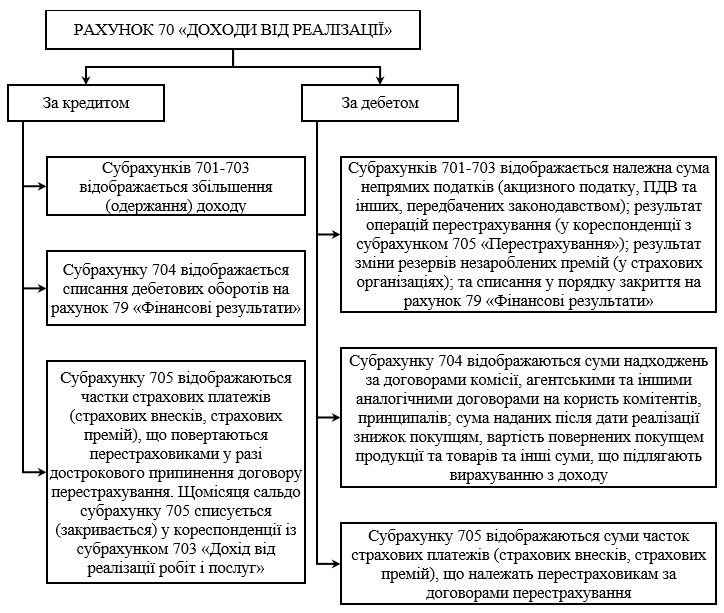 РАХУНОК 70 «ДОХОДИ ВІД РЕАЛІЗАЦІЇ»
За кредитом
Субрахунків 701-703
відображається збільшення
(одержання) доходу
Субрахунку 704 відображається
списання дебетових оборотів на
рахунок 79 «Фінансові результати»
Субрахунку 705 відображаються
частки страхових платежів
(страхових внесків, страхових
премій), що повертаються
перестраховиками у разі
дострокового припинення договору
перестрахування. Щомісяця сальдо
субрахунку 705 списується
(закривається) у кореспонденції із
субрахунком 703 «Дохід від
реалізації робіт і послуг»
За дебетом
Субрахунків 701-703 відображається належна сума
непрямих податків (акцизного податку, ПДВ та
інших, передбачених законодавством); результат
операцій перестрахування (у кореспонденції з
субрахунком 705 «Перестрахування»); результат
зміни резервів незароблених премій (у страхових
організаціях); та списання у порядку закриття на
рахунок 79 «Фінансові результати»
Субрахунку 704 відображаються суми надходжень
за договорами комісії, агентськими та іншими
аналогічними договорами на користь комітентів,
принципалів; сума наданих після дати реалізації
знижок покупцям, вартість повернених покупцем
продукції та товарів та інші суми, що підлягають
вирахуванню з доходу
Субрахунку 705 відображаються суми часток
страхових платежів (страхових внесків, страхових
премій), що належать перестраховикам за
договорами перестрахування